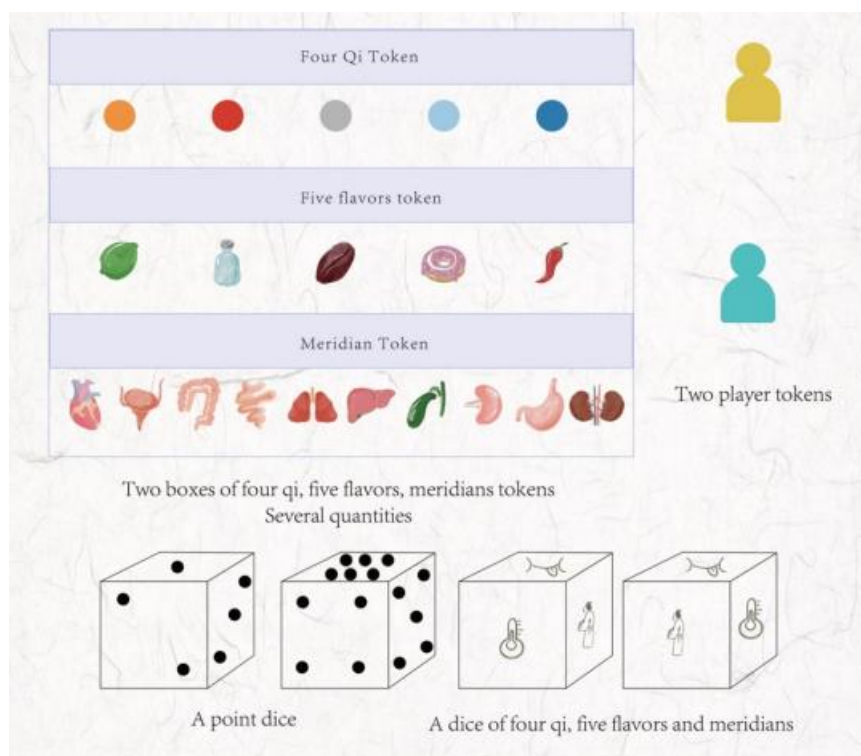 Four Qi Token
Five flavors token
Meridian Token
Two player tokens
Two boxes of four qi, five flavors, meridians tokens
Several quantities
A point dice
A dice of four qi, five flavors and meridians